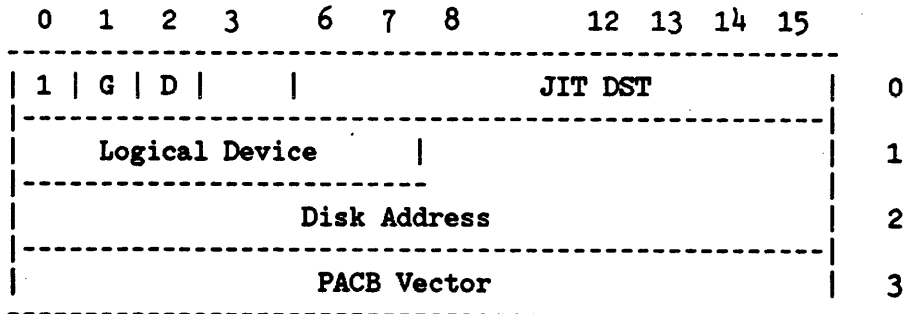 0 1 2 3 6 7 8 12 13 14 15
| 1 | G | D | | JIT DST | 0
| Logical Device | | 1
| Disk Address | 2
| PACB Vector | 3